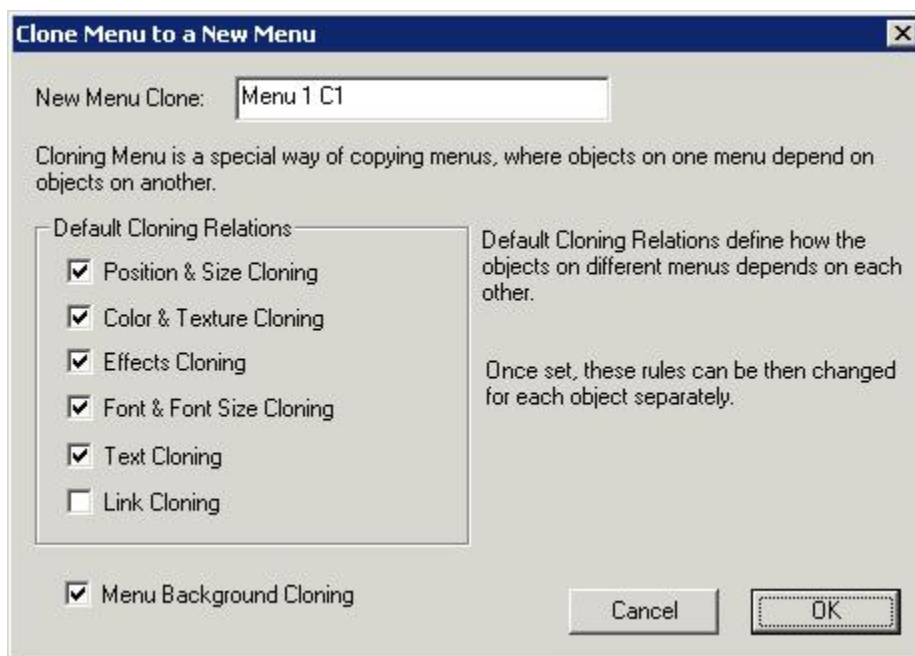 Clone Menu to a New Menu
New Menu Clone: Menu 1 C1
Cloning Menu is a special way of copying menus, where objects on one menu depend on
objects on another.
Default Cloning Relations
Position & Size Cloning
Color & Texture Cloning
Effects Cloning
Font & Font Size Cloning
Text Cloning
Link Cloning
Default Cloning Relations define how the
objects on different menus depends on each
other.
Once set, these rules can be then changed
for each object separately.
Menu Background Cloning
Cancel
OK